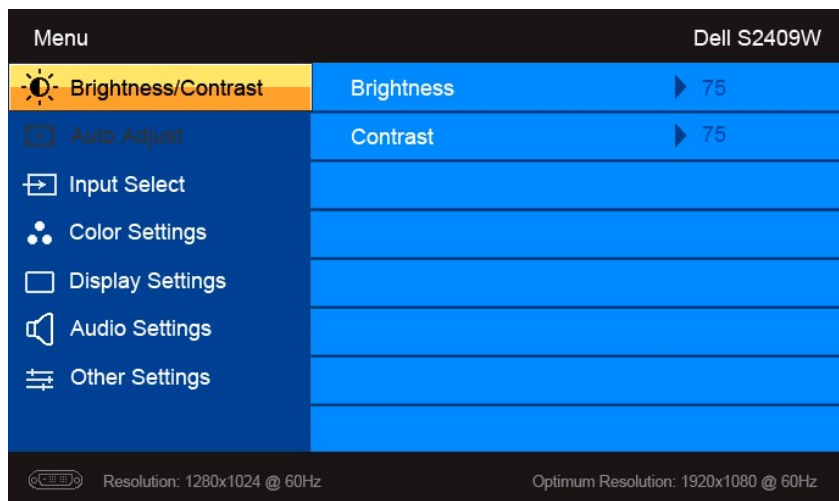 Menu Dell S2409W
Brightness/Contrast Brightness 75
Auto Adjust Contrast 75
Input Select
Color Settings
Display Settings
Audio Settings
Other Settings
Resolution: 1280x1024 @ 60Hz Optimum Resolution: 1920x1080 @ 60Hz